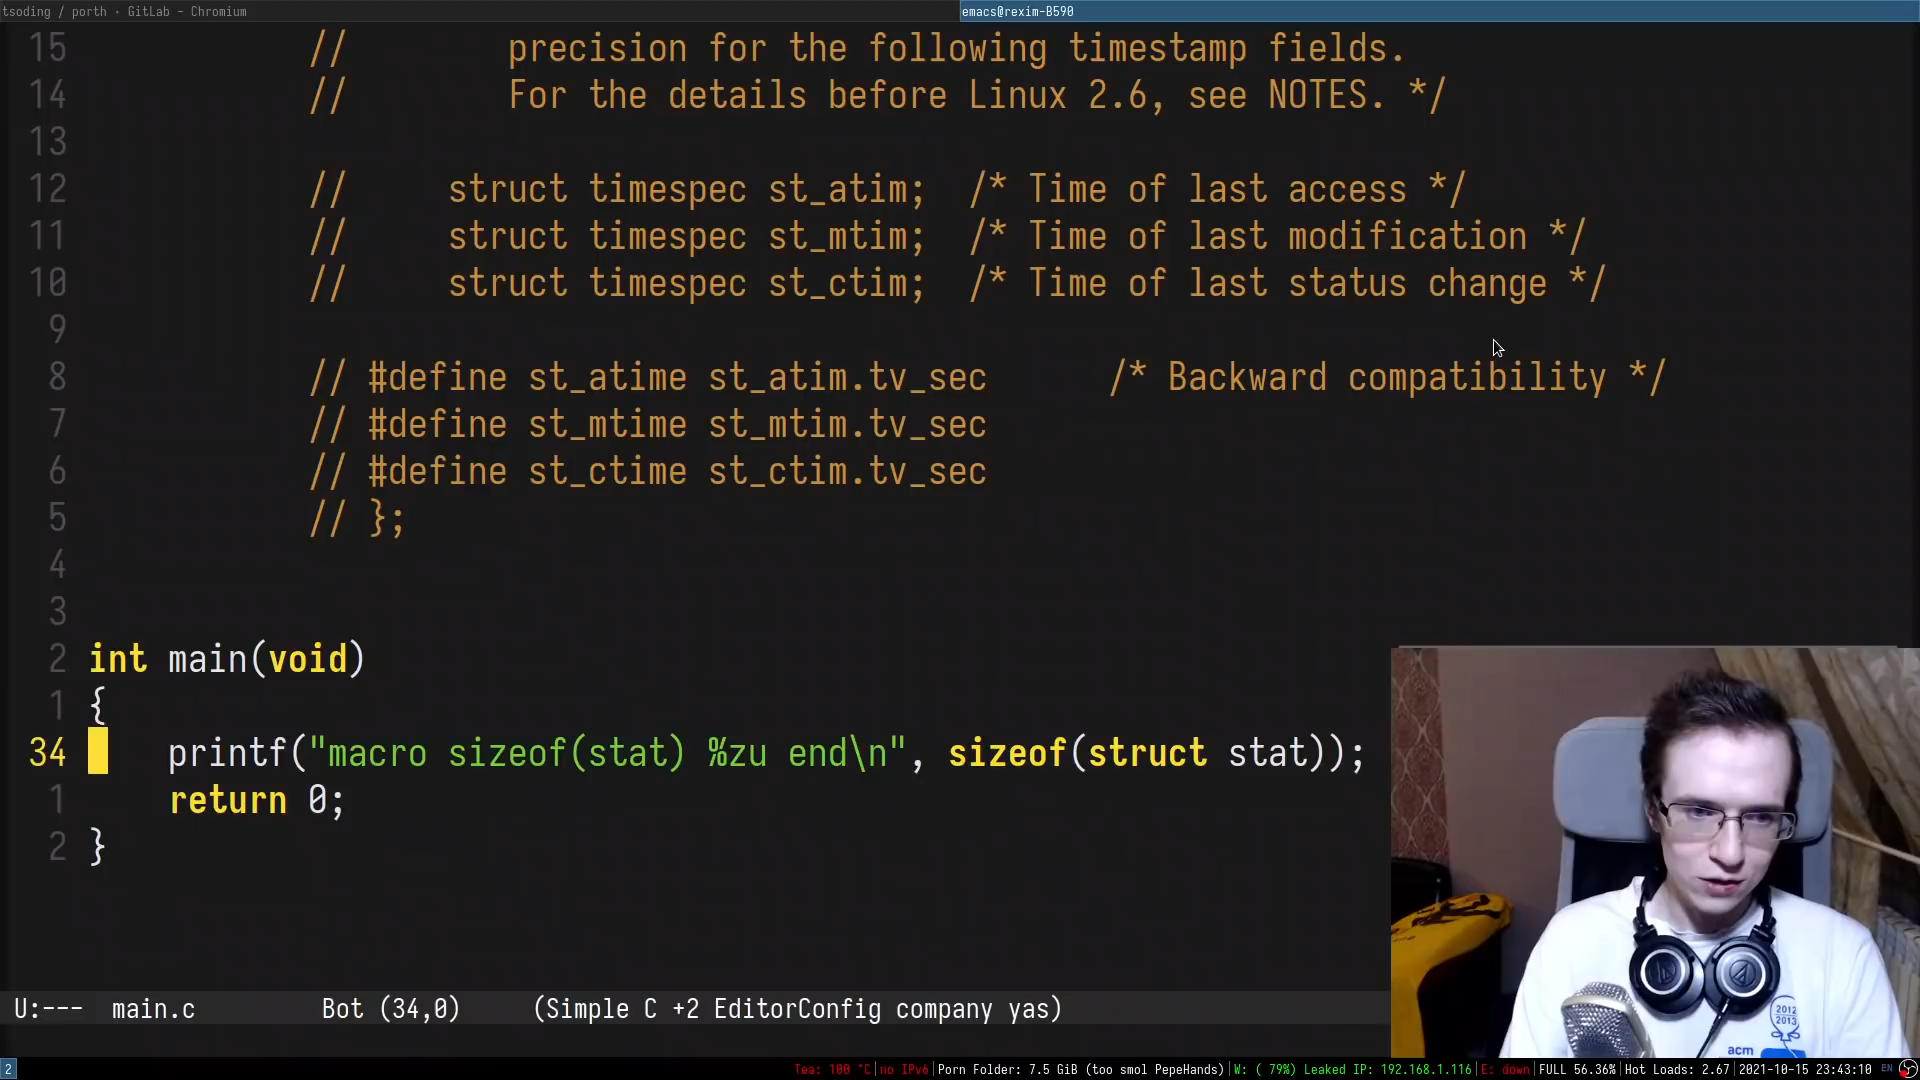 tsoding / porth · GitLab - Chromium
emacs@rexim-B590
15 // precision for the following timestamp fields.
14 // For the details before Linux 2.6, see NOTES. */
13
12 // struct timespec st_atim; /* Time of last access */
11 // struct timespec st_mtim; /* Time of last modification */
10 // struct timespec st_ctim; /* Time of last status change */
9
8 // #define st_atime st_atim.tv_sec /* Backward compatibility */
7 // #define st_mtime st_mtim.tv_sec
6 // #define st_ctime st_ctim.tv_sec
5 // };
4
3
2 int main(void)
1 {
34 printf("macro sizeof(stat) %zu end\n", sizeof(struct stat));
1 return 0;
2 }
U:--- main.c Bot (34,0) (Simple C +2 EditorConfig company yas)
2012
2013
acm
2 Tea: 100 °C|no IPv6|Porn Folder: 7.5 GiB (too smol PepeHands)|W: ( 79%) Leaked IP: 192.168.1.116|E: down|FULL 56.36%|Hot Loads: 2.67|2021-10-15 23:43:10 EN